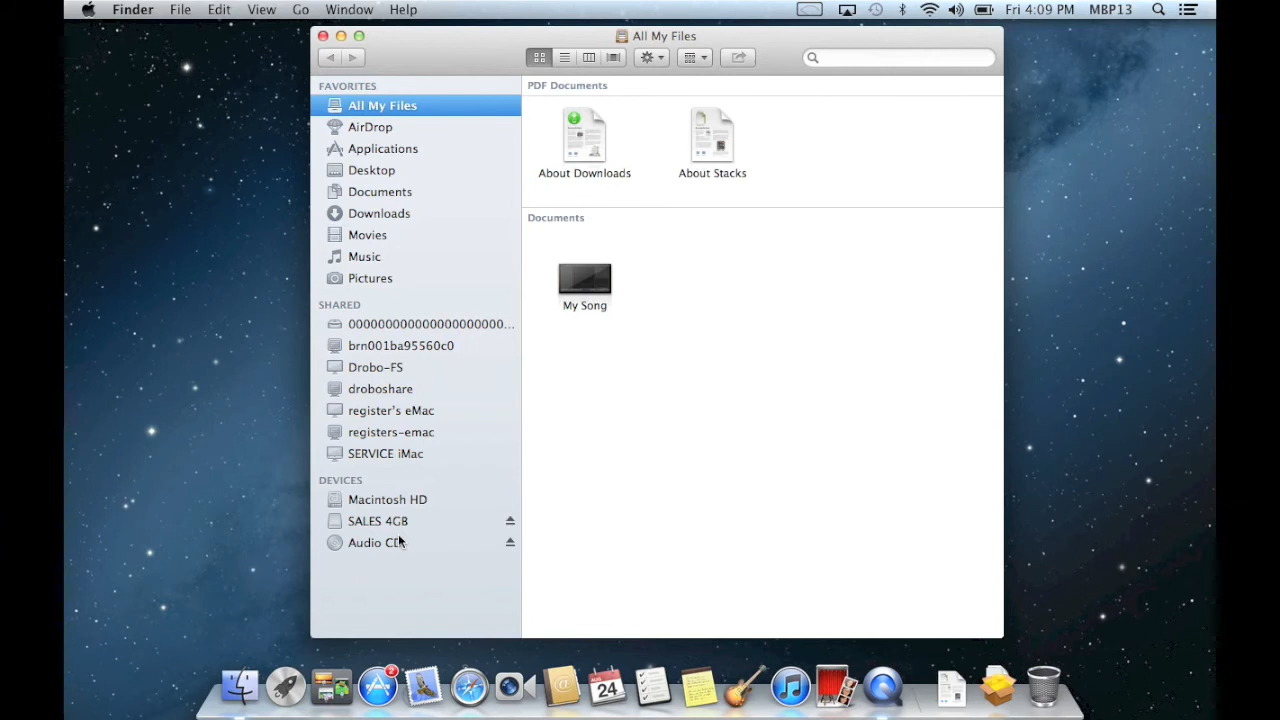 Finder File Edit View Go Window Help Fri 4:09 PM MBP13
All My Files
FAVORITES
All My Files
AirDrop
Applications
Desktop
Documents
Downloads
Movies
Music
Pictures
SHARED
000000000000000000000...
brn001ba95560c0
Drobo-FS
droboshare
register's eMac
registers-emac
SERVICE iMac
DEVICES
Macintosh HD
SALES 4GB
Audio CD
PDF Documents
About Downloads About Stacks
Documents
My Song
2
AUG
24